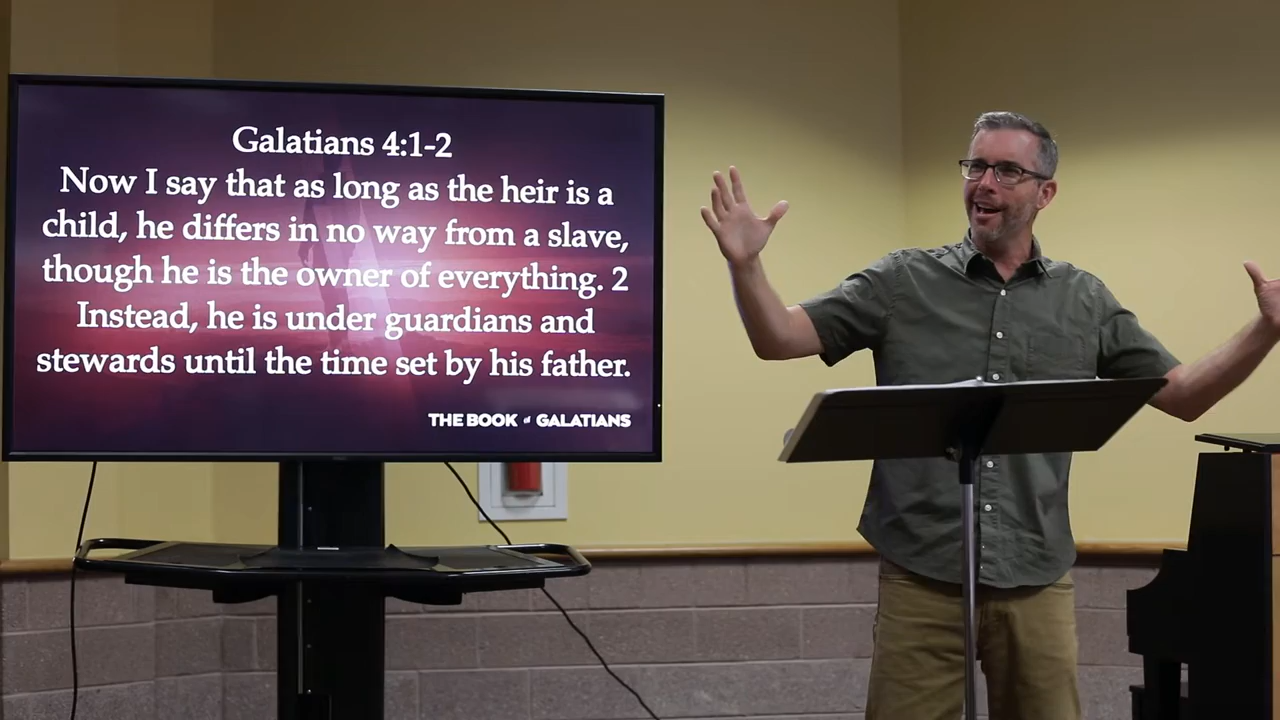 Galatians 4:1-2
Now I say that as long as the heir is a
child, he differs in no way from a slave,
though he is the owner of everything. 2
Instead, he is under guardians and
stewards until the time set by his father.
THE BOOK of GALATIANS